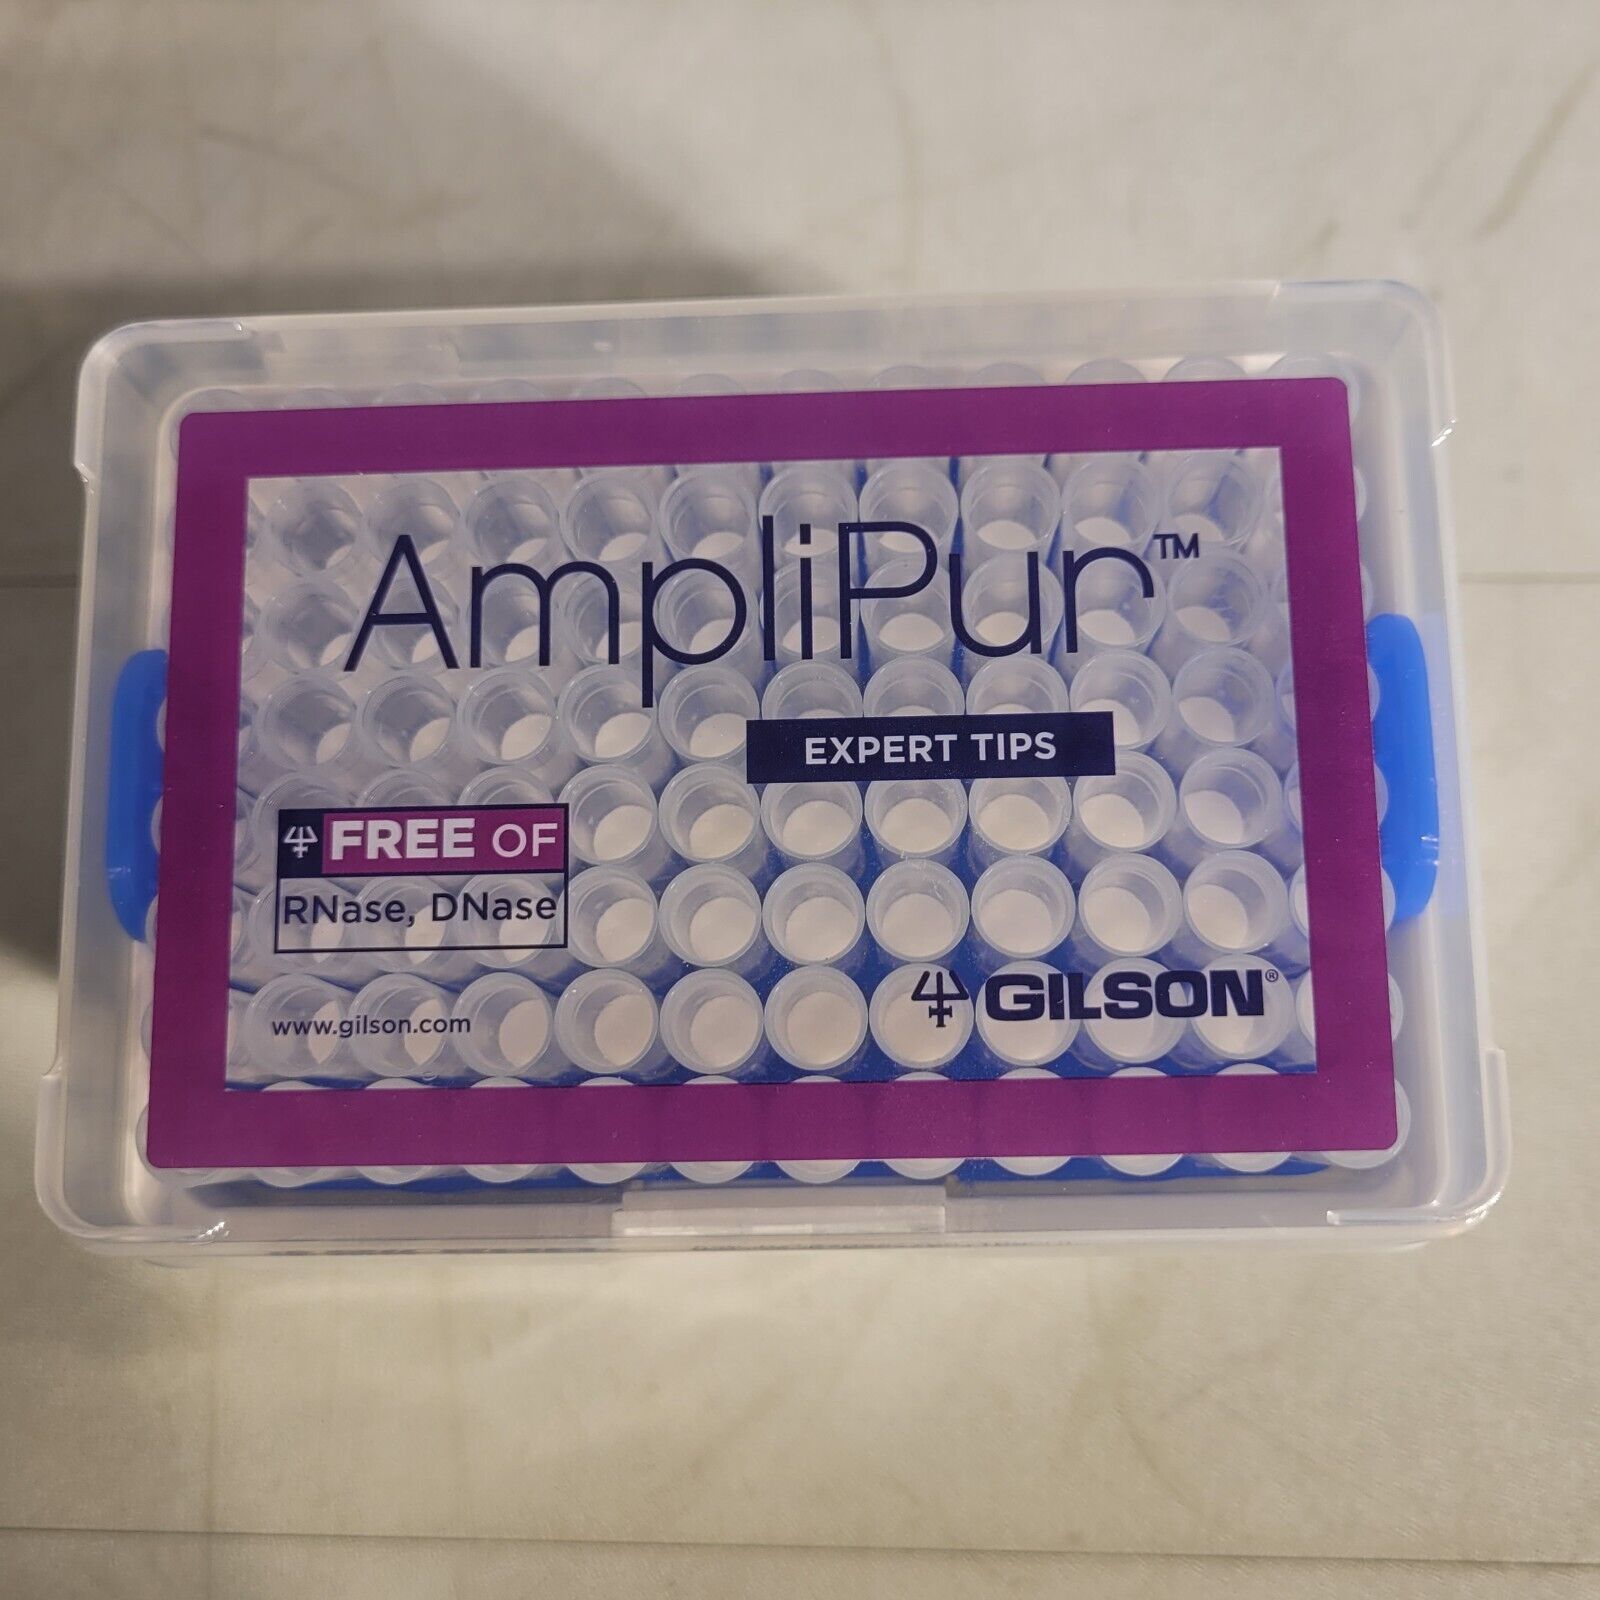 AmpliPur™
EXPERT TIPS
FREE OF
RNase, DNase
www.gilson.com
GILSON®